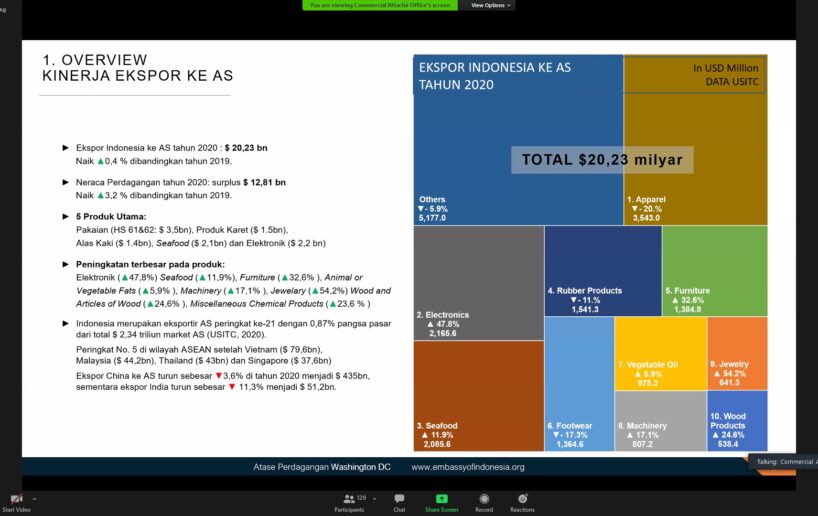 ng
You are viewing Commercial Attaché Office's screen
View Options
1. OVERVIEW
KINERJA EKSPOR KE AS
► Ekspor Indonesia ke AS tahun 2020 : $ 20,23 bn
Naik ▲0,4 % dibandingkan tahun 2019.
► Neraca Perdagangan tahun 2020: surplus $ 12,81 bn
Naik ▲3,2 % dibandingkan tahun 2019.
► 5 Produk Utama:
Pakaian (HS 61&62: $ 3,5bn), Produk Karet ($ 1.5bn),
Alas Kaki ($ 1.4bn), Seafood ($ 2,1bn) dan Elektronik ($ 2,2 bn)
► Peningkatan terbesar pada produk:
Elektronik (▲47,8%) Seafood (▲11,9%), Furniture (▲32,6% ), Animal or
Vegetable Fats (▲5,9% ), Machinery (▲17,1% ), Jewelary (▲54,2%) Wood and
Articles of Wood (▲24,6% ), Miscellaneous Chemical Products (▲23,6 % )
► Indonesia merupakan eksportir AS peringkat ke-21 dengan 0,87% pangsa pasar
dari total $ 2,34 triliun market AS (USITC, 2020).
Peringkat No. 5 di wilayah ASEAN setelah Vietnam ($ 79,6bn),
Malaysia ($ 44,2bn), Thailand ($ 43bn) dan Singapore ($ 37,6bn)
Ekspor China ke AS turun sebesar ▼3,6% di tahun 2020 menjadi $ 435bn,
sementara ekspor India turun sebesar ▼ 11,3% menjadi $ 51,2bn.
EKSPOR INDONESIA KE AS
TAHUN 2020
In USD Million
DATA USITC
TOTAL $20,23 milyar
Others
▼- 5.9%
5,177.0
1. Apparel
▼- 20.%
3,543.0
2. Electronics
▲ 47.8%
2,165.6
3. Seafood
▲ 11.9%
2,085.6
4. Rubber Products
▼- 11.%
1,541.3
5. Furniture
▲ 32.6%
1,384.8
6. Footwear
▼- 17.3%
1,364.6
7. Vegetable Oil
▲ 5.9%
978.3
8. Machinery
▲ 17.1%
807.2
9. Jewelry
▲ 54.2%
641.3
10. Wood
Products
▲ 24.6%
538.4
Atase Perdagangan Washington DC
www.embassyofindonesia.org
Talking: Commercial A
Start Video
129
Participants
Chat
Share Screen
Record
Reactions